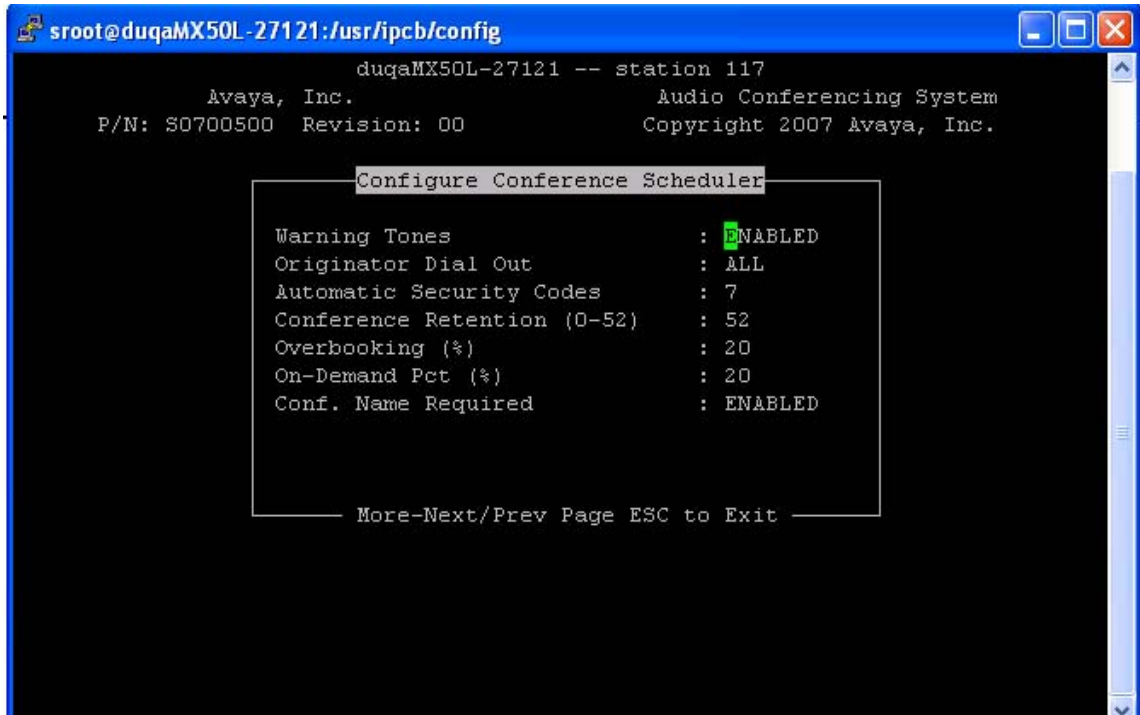 sroot@duqaMX50L-27121:/usr/ipcb/config
duqaMX50L-27121 -- station 117
Avaya, Inc. Audio Conferencing System
P/N: S0700500 Revision: 00 Copyright 2007 Avaya, Inc.
Configure Conference Scheduler
Warning Tones : ENABLED
Originator Dial Out : ALL
Automatic Security Codes : 7
Conference Retention (0-52) : 52
Overbooking (%) : 20
On-Demand Pct (%) : 20
Conf. Name Required : ENABLED
More-Next/Prev Page ESC to Exit